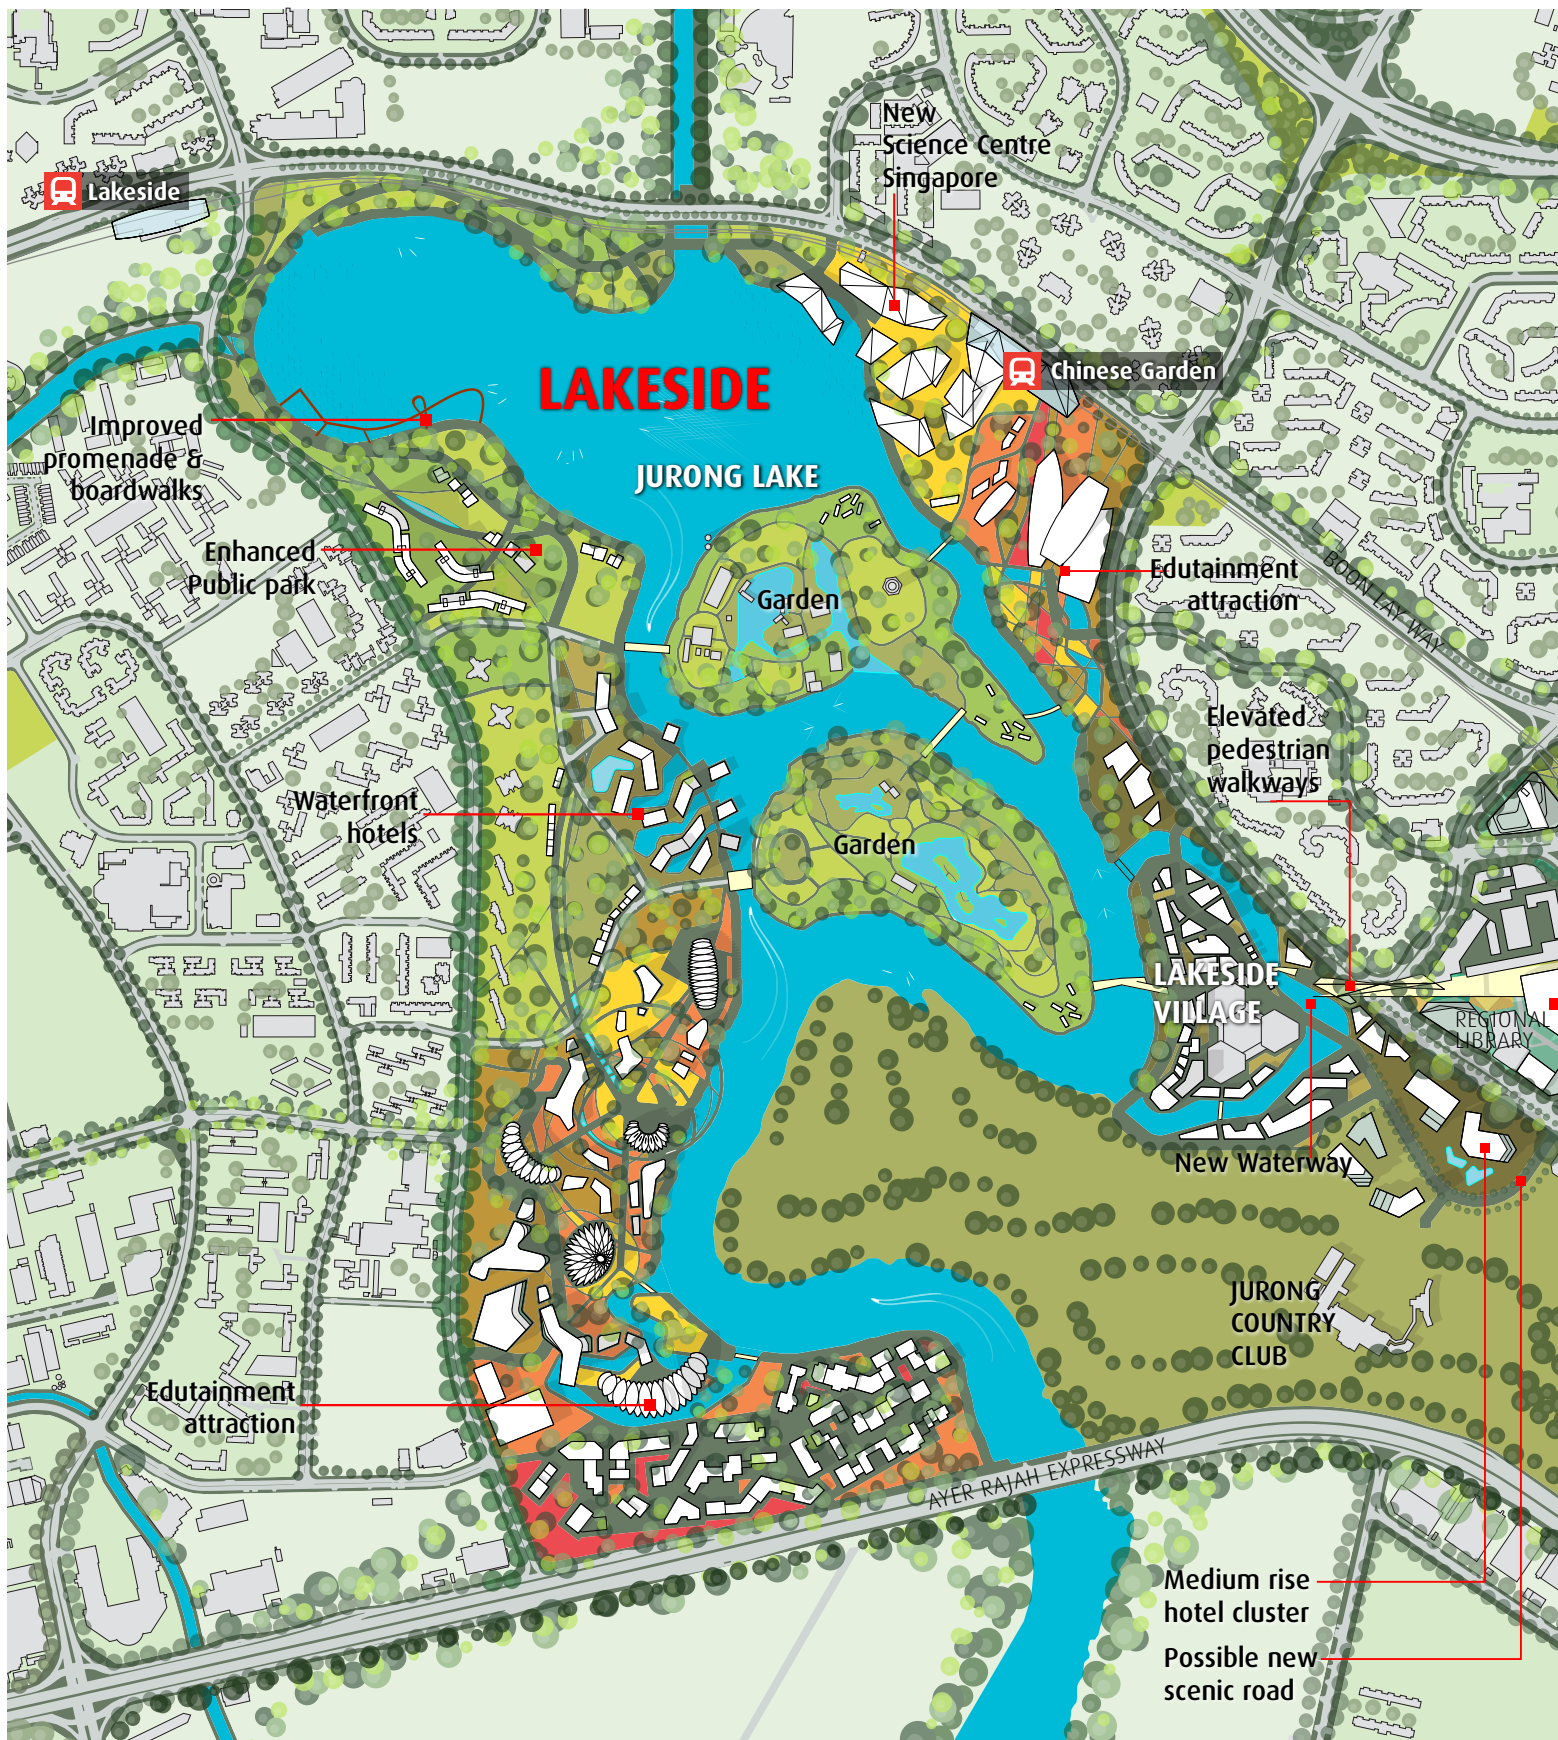 New
Science Centre
Singapore
Lakeside
Chinese Garden
LAKESIDE
Improved
promenade &
boardwalks
JURONG LAKE
Enhanced
Public park
Garden
Edutainment
attraction
BOON LAY WAY
Elevated
pedestrian
walkways
Waterfront
hotels
Garden
LAKESIDE
VILLAGE
REGIONAL
LIBRARY
New Waterway
JURONG
COUNTRY
CLUB
Edutainment
attraction
AYER RAJAH EXPRESSWAY
Medium rise
hotel cluster
Possible new
scenic road